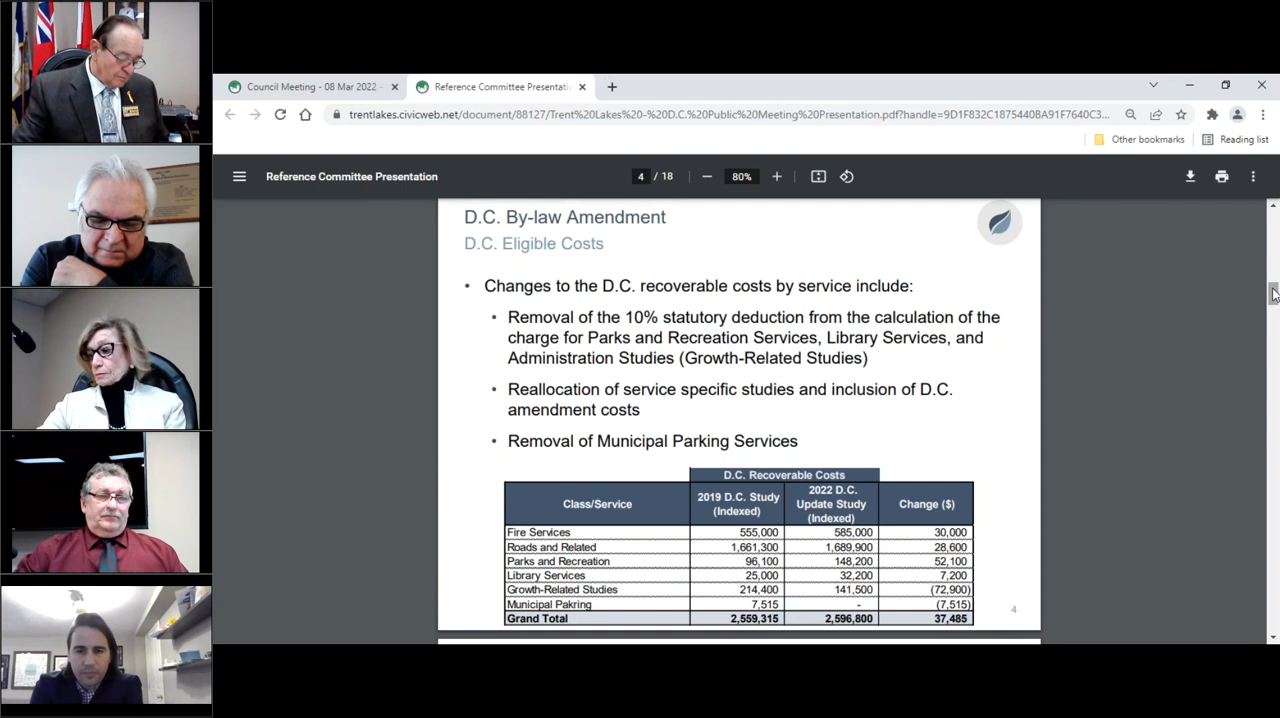 Council Meeting - 08 Mar 2022 -
Reference Committee Presentatio
trentlakes.civicweb.net/document/88127/Trent%20Lakes%20-%20D.C.%20Public%20Meeting%20Presentation.pdf?handle=9D1F832C1875440BA91F7640C3...
Other bookmarks
Reading list
Reference Committee Presentation
4 / 18
80%
D.C. By-law Amendment
D.C. Eligible Costs
• Changes to the D.C. recoverable costs by service include:
• Removal of the 10% statutory deduction from the calculation of the
charge for Parks and Recreation Services, Library Services, and
Administration Studies (Growth-Related Studies)
• Reallocation of service specific studies and inclusion of D.C.
amendment costs
• Removal of Municipal Parking Services
D.C. Recoverable Costs
Class/Service 2019 D.C. Study (Indexed) 2022 D.C. Update Study (Indexed) Change ($)
Fire Services 555,000 585,000 30,000
Roads and Related 1,661,300 1,689,900 28,600
Parks and Recreation 96,100 148,200 52,100
Library Services 25,000 32,200 7,200
Growth-Related Studies 214,400 141,500 (72,900)
Municipal Pakring 7,515 - (7,515)
Grand Total 2,559,315 2,596,800 37,485
4